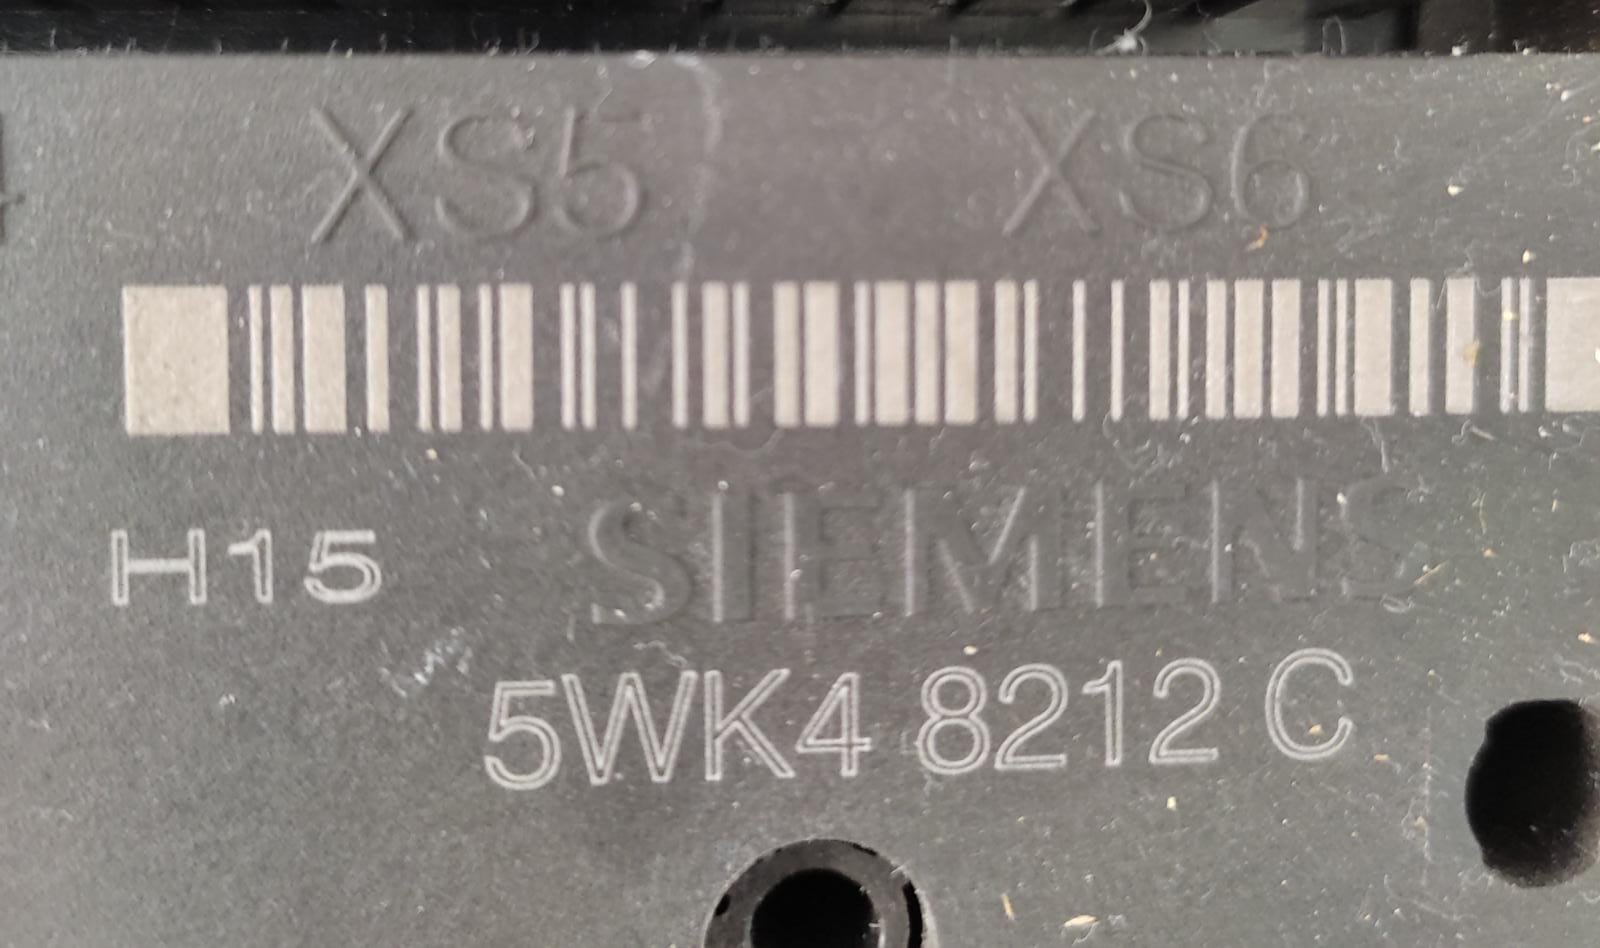 XS5 XS6
H15 SIEMENS
5WK4 8212 C